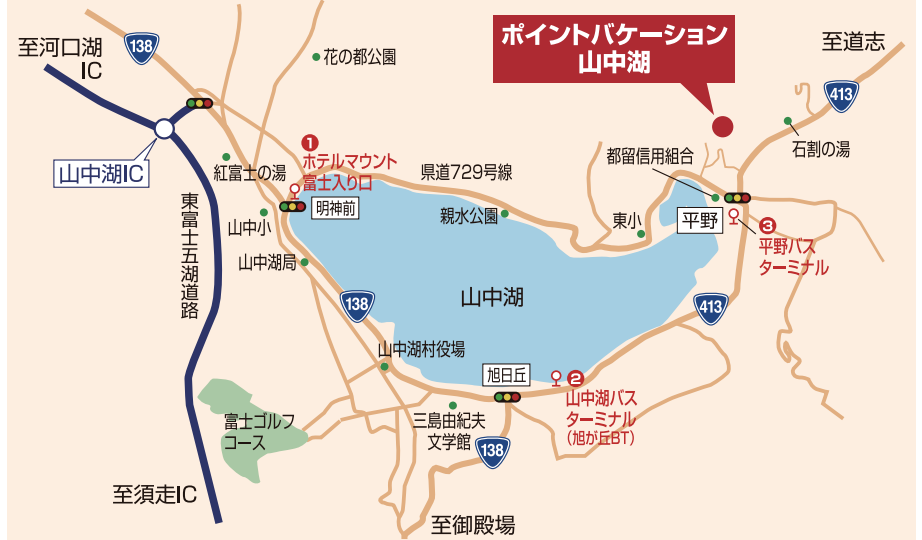 至河口湖
IC
138
花の都公園
ポイントバケーション
山中湖
至道志
413
山中湖IC
紅富士の湯
1
ホテルマウント
富士入り口
県道729号線
都留信用組合
石割の湯
明神前
山中小
親水公園
東小
平野
3
平野バス
ターミナル
東富士五湖道路
山中湖局
138
山中湖
413
山中湖村役場
旭日丘
2
山中湖バス
ターミナル
(旭が丘BT)
富士ゴルフ
コース
三島由紀夫
文学館
138
至須走IC
至御殿場